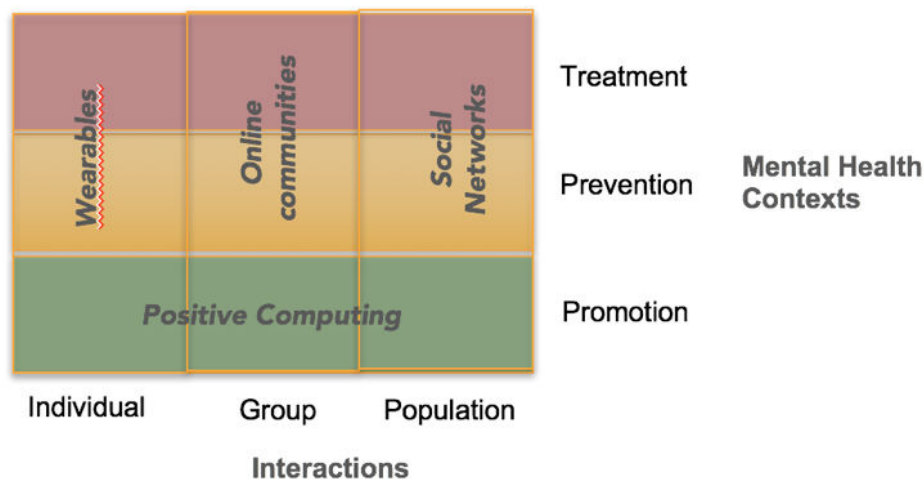 Wearables
Online
communities
Social
Networks
Treatment
Prevention
Mental Health
Contexts
Positive Computing
Promotion
Individual
Group
Population
Interactions